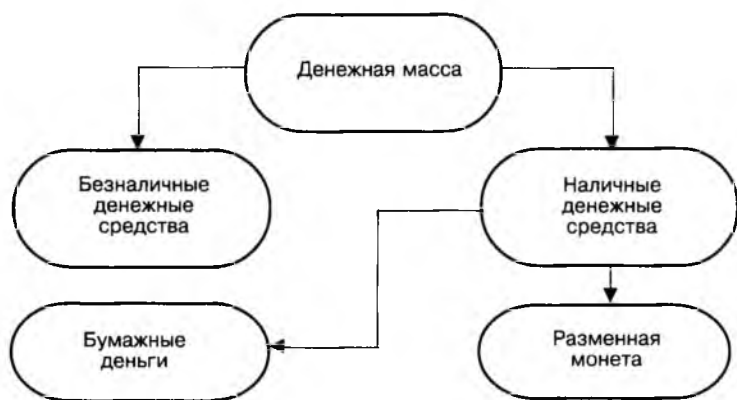 Денежная масса
Безналичные
денежные
средства
Наличные
денежные
средства
Бумажные
деньги
Разменная
монета